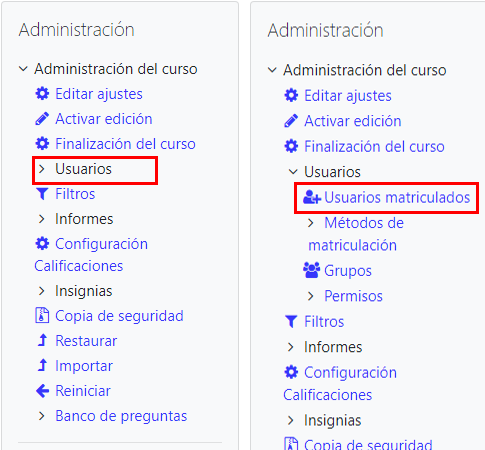 Administración
Administración del curso
Editar ajustes
Activar edición
Finalización del curso
Usuarios
Filtros
Informes
Configuración
Calificaciones
Insignias
Copia de seguridad
Restaurar
Importar
Reiniciar
Banco de preguntas
Administración
Administración del curso
Editar ajustes
Activar edición
Finalización del curso
Usuarios
Usuarios matriculados
Métodos de
matriculación
Grupos
Permisos
Filtros
Informes
Configuración
Calificaciones
Insignias
Copia de seguridad